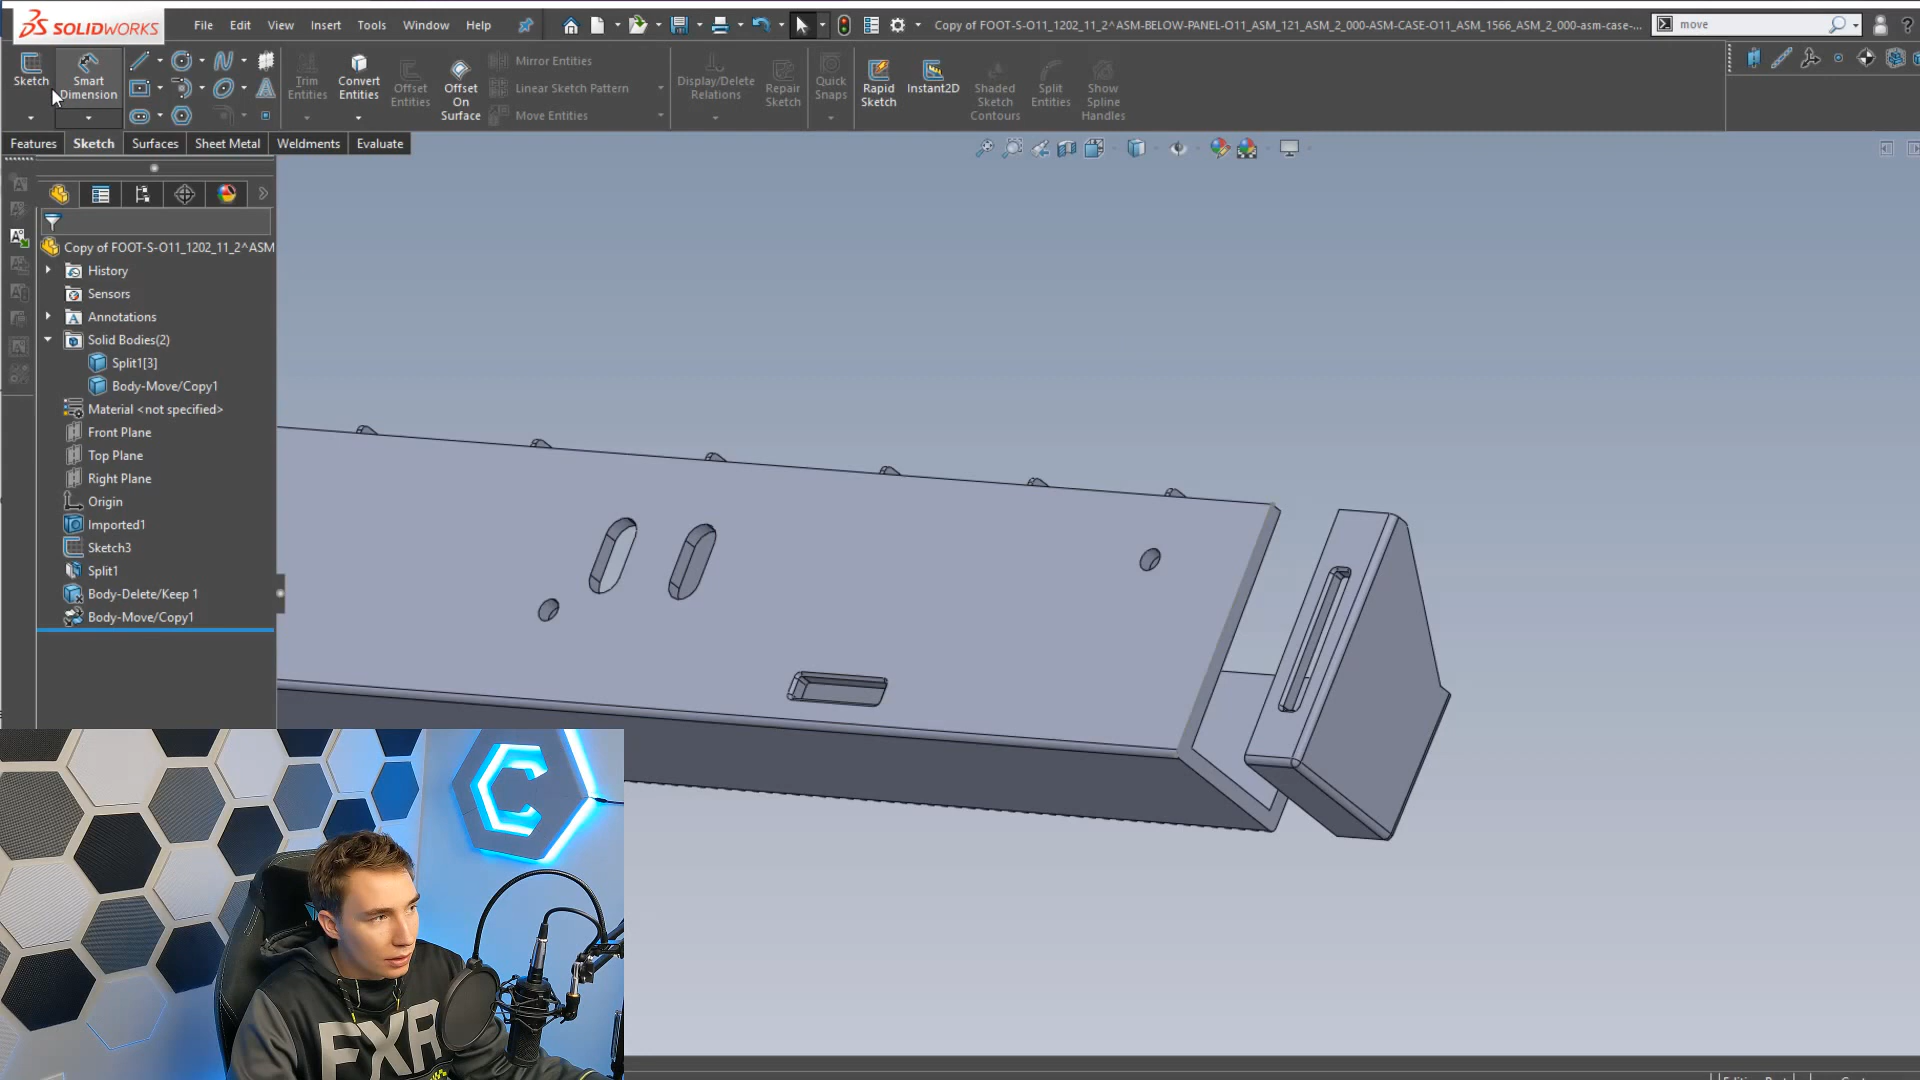 SOLIDWORKS
File Edit View Insert Tools Window Help
Copy of FOOT-S-O11_1202_11_2^ASM-BELOW-PANEL-O11_ASM_121_ASM_2_000-ASM-CASE-O11_ASM_1566_ASM_2_000-asm-case-...
move
Sketch
Smart Dimension
Trim Entities
Convert Entities
Offset Entities
Offset On Surface
Mirror Entities
Linear Sketch Pattern
Move Entities
Display/Delete Relations
Repair Sketch
Quick Snaps
Rapid Sketch
Instant2D
Shaded Sketch Contours
Split Entities
Show Spline Handles
Features Sketch Surfaces Sheet Metal Weldments Evaluate
Copy of FOOT-S-O11_1202_11_2^ASM
History
Sensors
Annotations
Solid Bodies(2)
Split1[3]
Body-Move/Copy1
Material <not specified>
Front Plane
Top Plane
Right Plane
Origin
Imported1
Sketch3
Split1
Body-Delete/Keep 1
Body-Move/Copy1
C
FXR